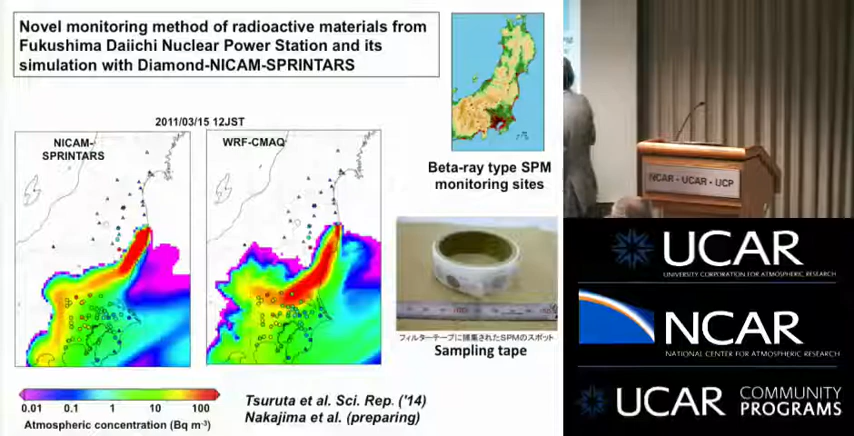 Novel monitoring method of radioactive materials from
Fukushima Daiichi Nuclear Power Station and its
simulation with Diamond-NICAM-SPRINTARS
2011/03/15 12JST
NICAM-
SPRINTARS
WRF-CMAQ
Beta-ray type SPM
monitoring sites
フィルターテープに捕集されたSPMのスポット
Sampling tape
0.01 0.1 1 10 100
Atmospheric concentration (Bq m-3)
Tsuruta et al. Sci. Rep. ('14)
Nakajima et al. (preparing)
NCAR - UCAR - UCP
UCAR
UNIVERSITY CORPORATION FOR ATMOSPHERIC RESEARCH
NCAR
NATIONAL CENTER FOR ATMOSPHERIC RESEARCH
UCAR COMMUNITY
PROGRAMS